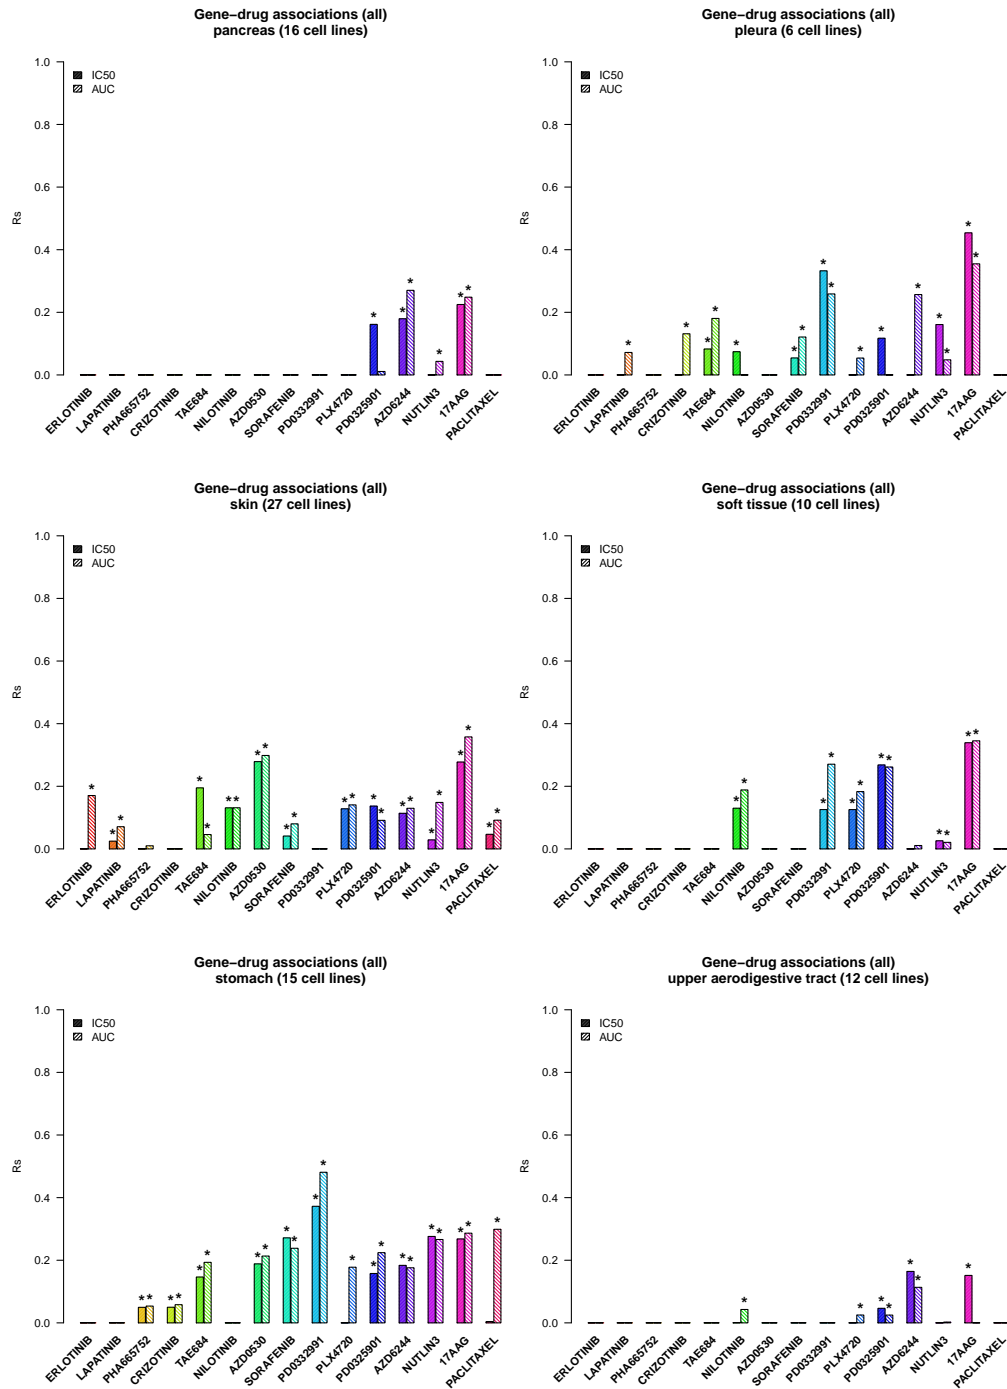 Gene−drug associations (all)
pancreas (16 cell lines)
1.0
0.8
0.6
0.4
0.2
0.0
Rs
IC50
AUC
* * * * * *
ERLOTINIB
LAPATINIB
PHA665752
CRIZOTINIB
TAE684
NILOTINIB
AZD0530
SORAFENIB
PD0332991
PLX4720
PD0325901
AZD6244
NUTLIN3
17AAG
PACLITAXEL
Gene−drug associations (all)
pleura (6 cell lines)
1.0
0.8
0.6
0.4
0.2
0.0
Rs
IC50
AUC
* * * * * * * * * * * * * * * *
ERLOTINIB
LAPATINIB
PHA665752
CRIZOTINIB
TAE684
NILOTINIB
AZD0530
SORAFENIB
PD0332991
PLX4720
PD0325901
AZD6244
NUTLIN3
17AAG
PACLITAXEL
Gene−drug associations (all)
skin (27 cell lines)
1.0
0.8
0.6
0.4
0.2
0.0
Rs
IC50
AUC
* * * * * * * * * * * * * * * * * * * * * * *
ERLOTINIB
LAPATINIB
PHA665752
CRIZOTINIB
TAE684
NILOTINIB
AZD0530
SORAFENIB
PD0332991
PLX4720
PD0325901
AZD6244
NUTLIN3
17AAG
PACLITAXEL
Gene−drug associations (all)
soft tissue (10 cell lines)
1.0
0.8
0.6
0.4
0.2
0.0
Rs
IC50
AUC
* * * * * * * * * * * *
ERLOTINIB
LAPATINIB
PHA665752
CRIZOTINIB
TAE684
NILOTINIB
AZD0530
SORAFENIB
PD0332991
PLX4720
PD0325901
AZD6244
NUTLIN3
17AAG
PACLITAXEL
Gene−drug associations (all)
stomach (15 cell lines)
1.0
0.8
0.6
0.4
0.2
0.0
Rs
IC50
AUC
* * * * * * * * * * * * * * * * * * * * * *
ERLOTINIB
LAPATINIB
PHA665752
CRIZOTINIB
TAE684
NILOTINIB
AZD0530
SORAFENIB
PD0332991
PLX4720
PD0325901
AZD6244
NUTLIN3
17AAG
PACLITAXEL
Gene−drug associations (all)
upper aerodigestive tract (12 cell lines)
1.0
0.8
0.6
0.4
0.2
0.0
Rs
IC50
AUC
* * * * * * *
ERLOTINIB
LAPATINIB
PHA665752
CRIZOTINIB
TAE684
NILOTINIB
AZD0530
SORAFENIB
PD0332991
PLX4720
PD0325901
AZD6244
NUTLIN3
17AAG
PACLITAXEL